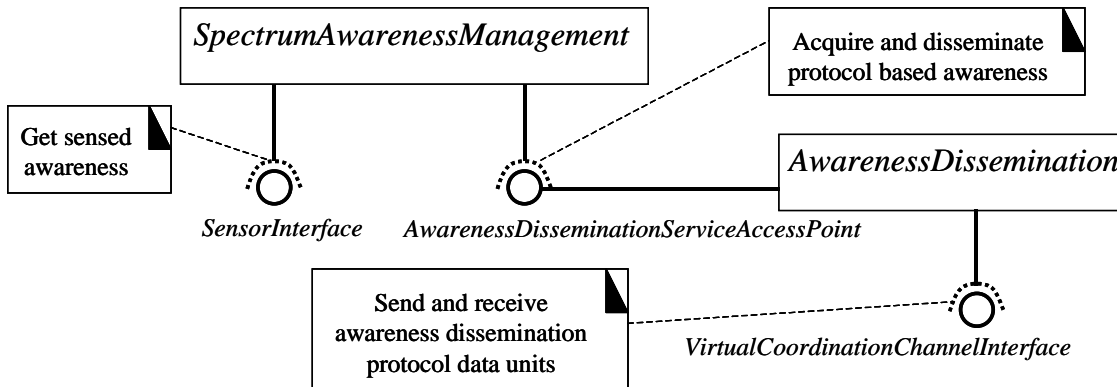 SpectrumAwarenessManagement
Acquire and disseminate
protocol based awareness
Get sensed
awareness
AwarenessDissemination
SensorInterface
AwarenessDisseminationServiceAccessPoint
Send and receive
awareness dissemination
protocol data units
VirtualCoordinationChannelInterface